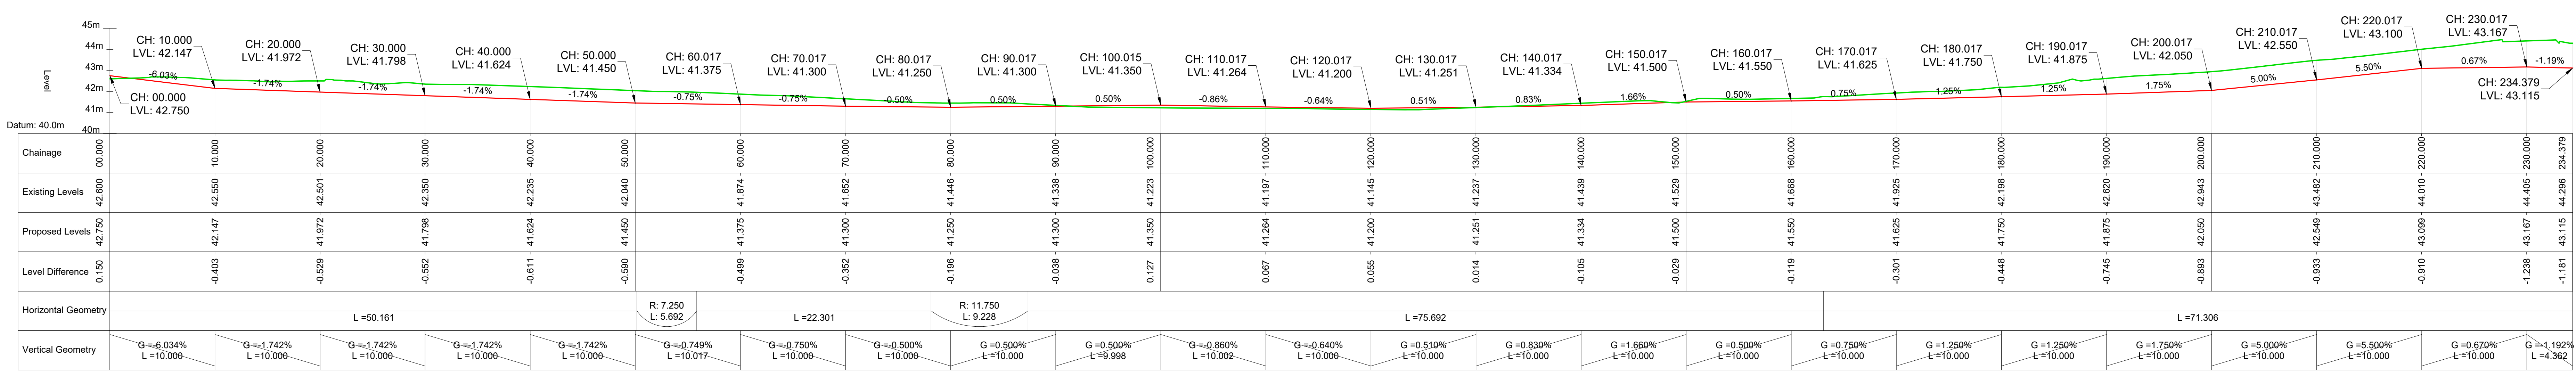 45m
44m
43m
42m
41m
40m
Level
Datum: 40.0m
CH: 00.000
LVL: 42.750
CH: 10.000
LVL: 42.147
CH: 20.000
LVL: 41.972
CH: 30.000
LVL: 41.798
CH: 40.000
LVL: 41.624
CH: 50.000
LVL: 41.450
CH: 60.017
LVL: 41.375
CH: 70.017
LVL: 41.300
CH: 80.017
LVL: 41.250
CH: 90.017
LVL: 41.300
CH: 100.015
LVL: 41.350
CH: 110.017
LVL: 41.264
CH: 120.017
LVL: 41.200
CH: 130.017
LVL: 41.251
CH: 140.017
LVL: 41.334
CH: 150.017
LVL: 41.500
CH: 160.017
LVL: 41.550
CH: 170.017
LVL: 41.625
CH: 180.017
LVL: 41.750
CH: 190.017
LVL: 41.875
CH: 200.017
LVL: 42.050
CH: 210.017
LVL: 42.550
CH: 220.017
LVL: 43.100
CH: 230.017
LVL: 43.167
CH: 234.379
LVL: 43.115
-6.03% -1.74% -1.74% -1.74% -1.74% -0.75% -0.75% -0.50% 0.50% 0.50% -0.86% -0.64% 0.51% 0.83% 1.66% 0.50% 0.75% 1.25% 1.25% 1.75% 5.00% 5.50% 0.67% -1.19%
Chainage 00.000 10.000 20.000 30.000 40.000 50.000 60.000 70.000 80.000 90.000 100.000 110.000 120.000 130.000 140.000 150.000 160.000 170.000 180.000 190.000 200.000 210.000 220.000 230.000 234.379
Existing Levels 42.600 42.550 42.501 42.350 42.235 42.040 41.874 41.652 41.446 41.338 41.223 41.197 41.145 41.237 41.439 41.529 41.668 41.925 42.198 42.620 42.943 43.482 44.010 44.405 44.296
Proposed Levels 42.750 42.147 41.972 41.798 41.624 41.450 41.375 41.300 41.250 41.300 41.350 41.264 41.200 41.251 41.334 41.500 41.550 41.625 41.750 41.875 42.050 42.549 43.099 43.167 43.115
Level Difference 0.150 -0.403 -0.529 -0.552 -0.611 -0.590 -0.499 -0.352 -0.196 -0.038 0.127 0.067 0.055 0.014 -0.105 -0.029 -0.119 -0.301 -0.448 -0.745 -0.893 -0.933 -0.910 -1.238 -1.181
Horizontal Geometry
L =50.161
R: 7.250
L: 5.692
L =22.301
R: 11.750
L: 9.228
L =75.692
L =71.306
Vertical Geometry
G =-6.034%
L =10.000
G =-1.742%
L =10.000
G =-1.742%
L =10.000
G =-1.742%
L =10.000
G =-1.742%
L =10.000
G =-0.749%
L =10.017
G =-0.750%
L =10.000
G =-0.500%
L =10.000
G =0.500%
L =10.000
G =0.500%
L =9.998
G =-0.860%
L =10.002
G =-0.640%
L =10.000
G =0.510%
L =10.000
G =0.830%
L =10.000
G =1.660%
L =10.000
G =0.500%
L =10.000
G =0.750%
L =10.000
G =1.250%
L =10.000
G =1.250%
L =10.000
G =1.750%
L =10.000
G =5.000%
L =10.000
G =5.500%
L =10.000
G =0.670%
L =10.000
G =-1.192%
L =4.362